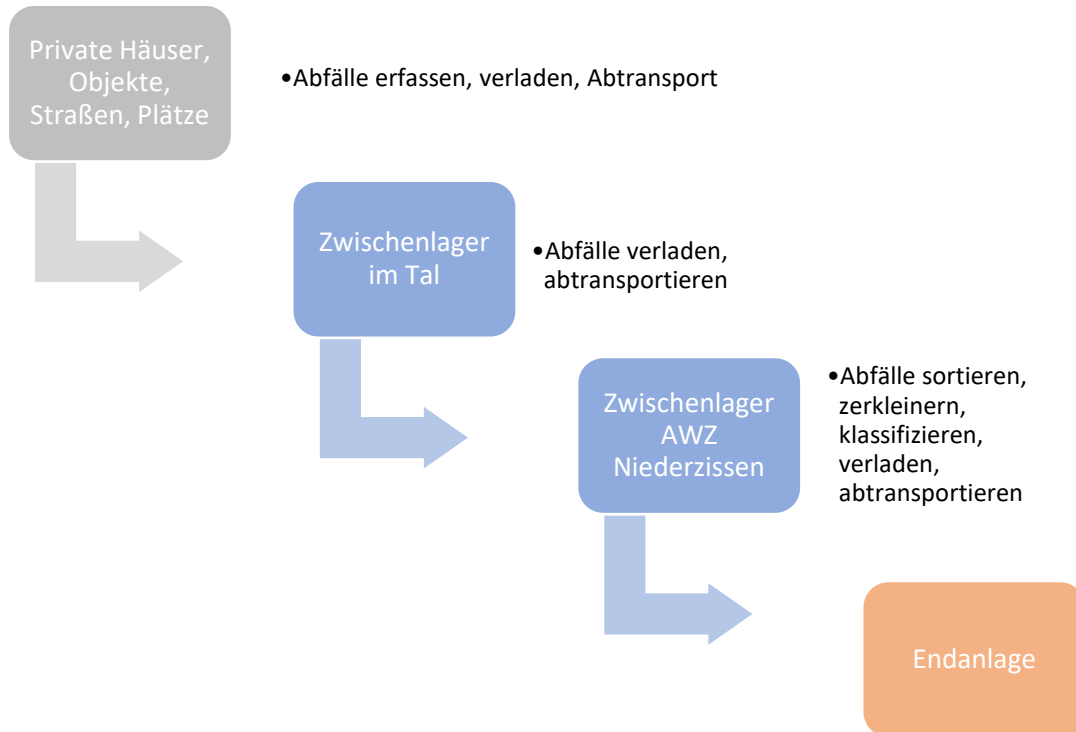 Private Häuser,
Objekte,
Straßen, Plätze
•Abfälle erfassen, verladen, Abtransport
Zwischenlager
im Tal
•Abfälle verladen,
abtransportieren
Zwischenlager
AWZ
Niederzissen
•Abfälle sortieren,
zerkleinern,
klassifizieren,
verladen,
abtransportieren
Endanlage